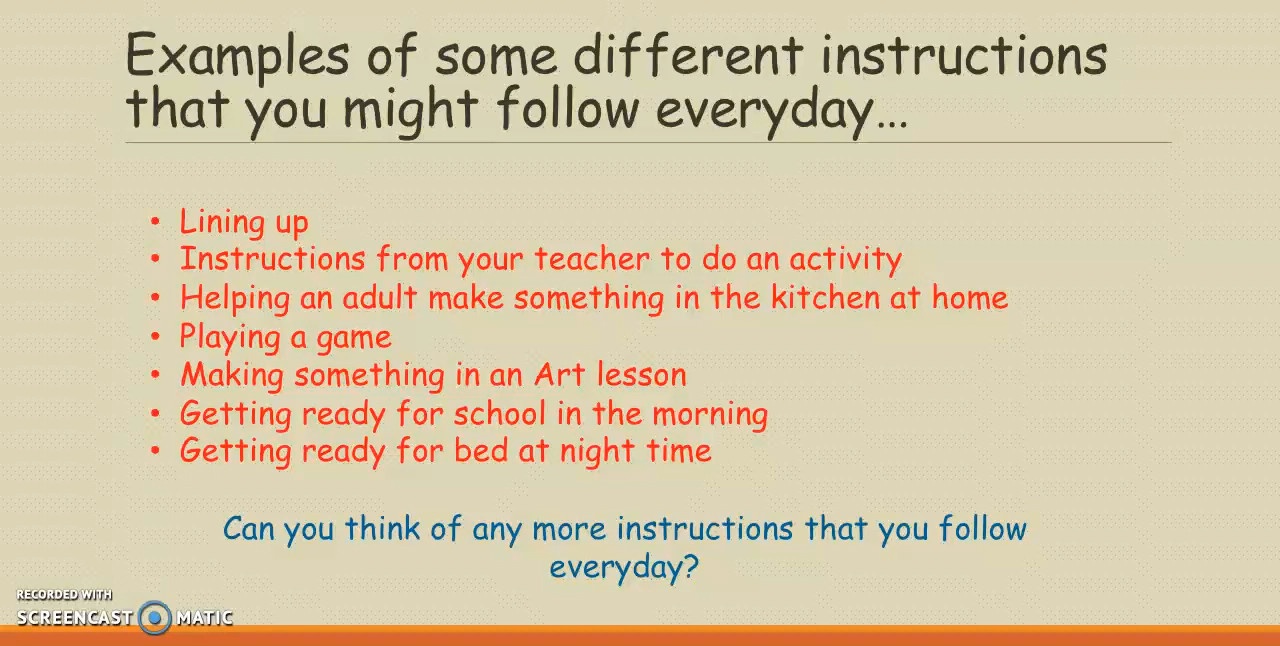 Examples of some different instructions
that you might follow everyday...
• Lining up
• Instructions from your teacher to do an activity
• Helping an adult make something in the kitchen at home
• Playing a game
• Making something in an Art lesson
• Getting ready for school in the morning
• Getting ready for bed at night time
Can you think of any more instructions that you follow
everyday?
RECORDED WITH
SCREENCAST MATIC